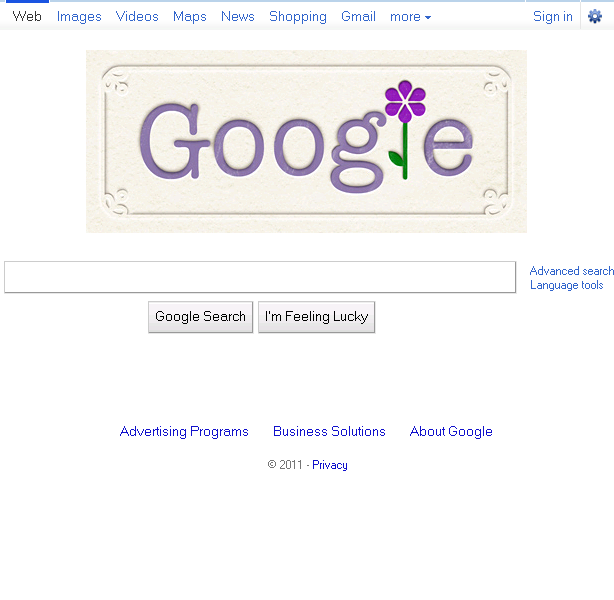 Web Images Videos Maps News Shopping Gmail more Sign in
Google
Advanced search
Language tools
Google Search I'm Feeling Lucky
Advertising Programs Business Solutions About Google
© 2011 - Privacy